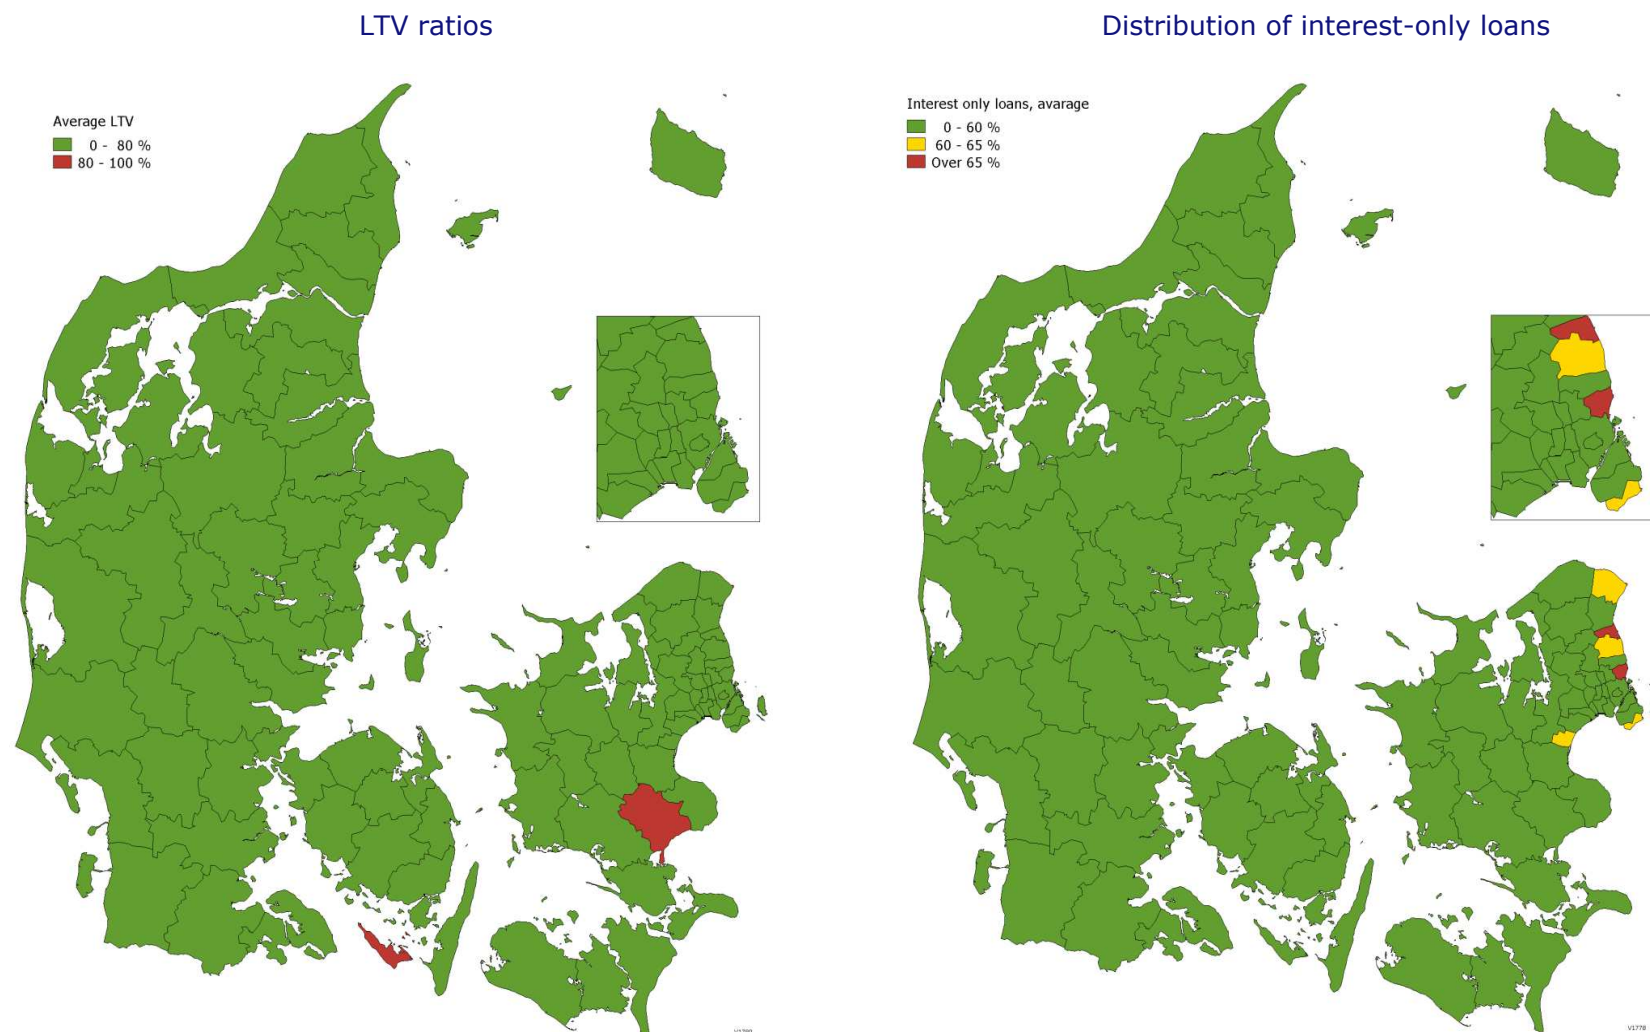 LTV ratios
Average LTV
0 - 80 %
80 - 100 %
Distribution of interest-only loans
Interest only loans, avarage
0 - 60 %
60 - 65 %
Over 65 %
V1778